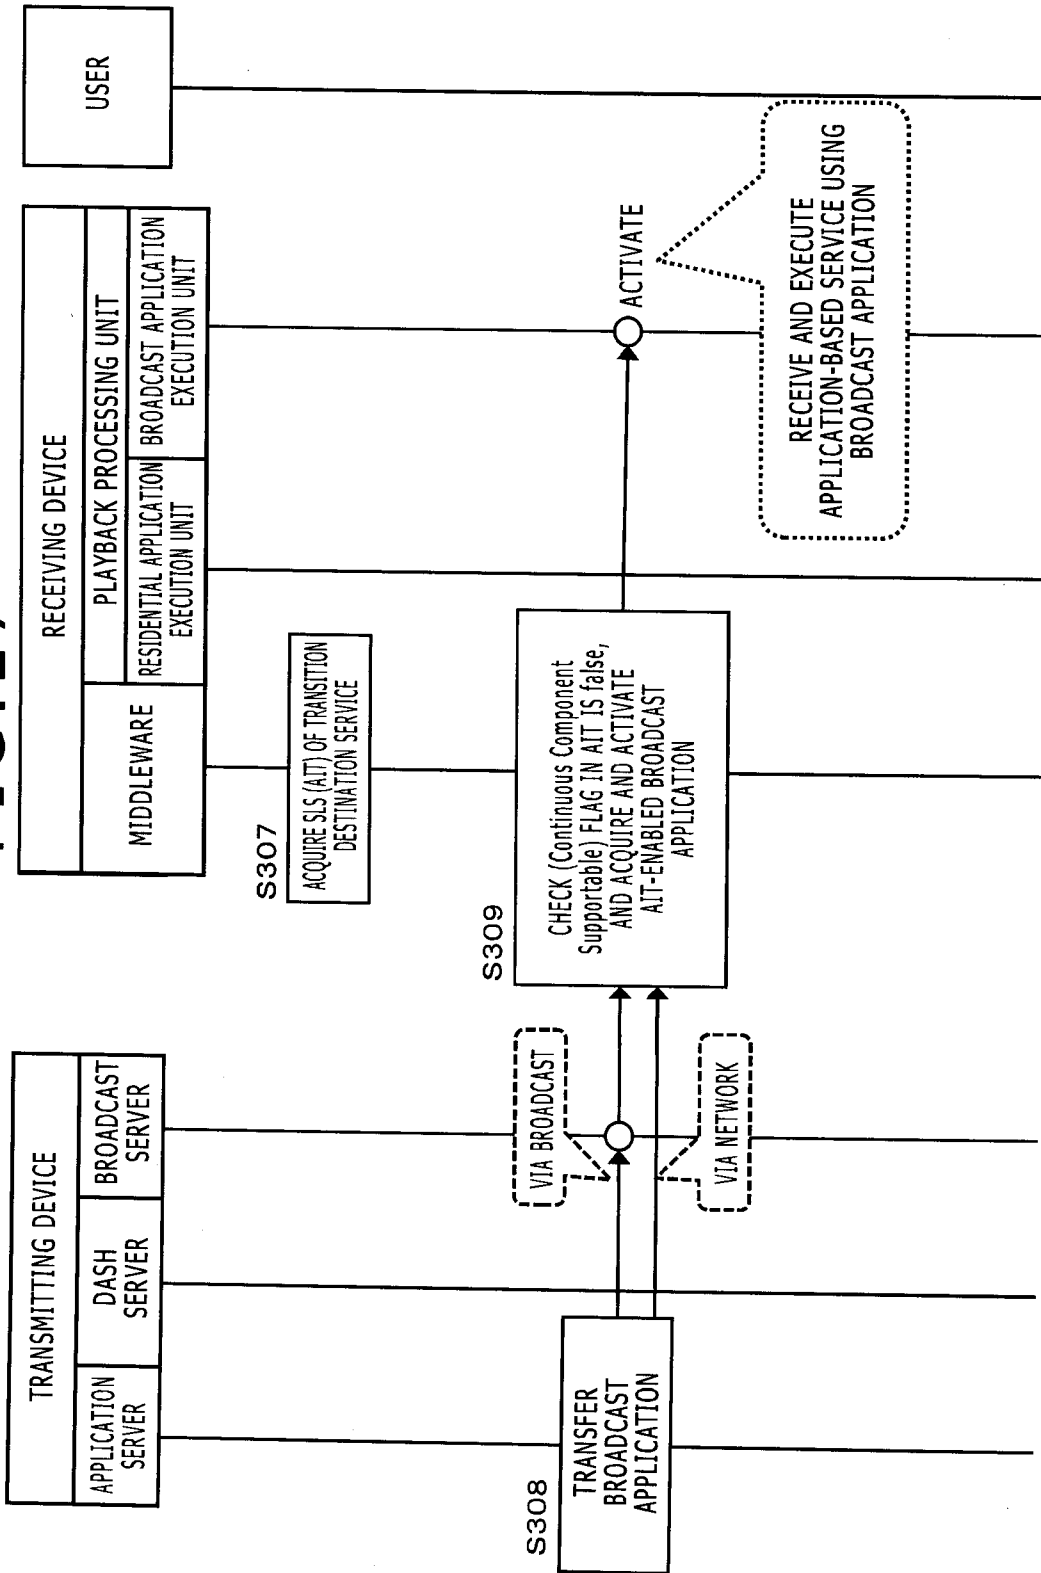 TRANSMITTING DEVICE
APPLICATION
SERVER
DASH
SERVER
BROADCAST
SERVER
RECEIVING DEVICE
MIDDLEWARE
PLAYBACK PROCESSING UNIT
RESIDENTIAL APPLICATION
EXECUTION UNIT
BROADCAST APPLICATION
EXECUTION UNIT
USER
S307
ACQUIRE SLS (AIT) OF TRANSITION
DESTINATION SERVICE
S308
TRANSFER
BROADCAST
APPLICATION
VIA BROADCAST
VIA NETWORK
S309
CHECK (Continuous Component
Supportable) FLAG IN AIT IS false,
AND ACQUIRE AND ACTIVATE
AIT-ENABLED BROADCAST
APPLICATION
ACTIVATE
RECEIVE AND EXECUTE
APPLICATION-BASED SERVICE USING
BROADCAST APPLICATION